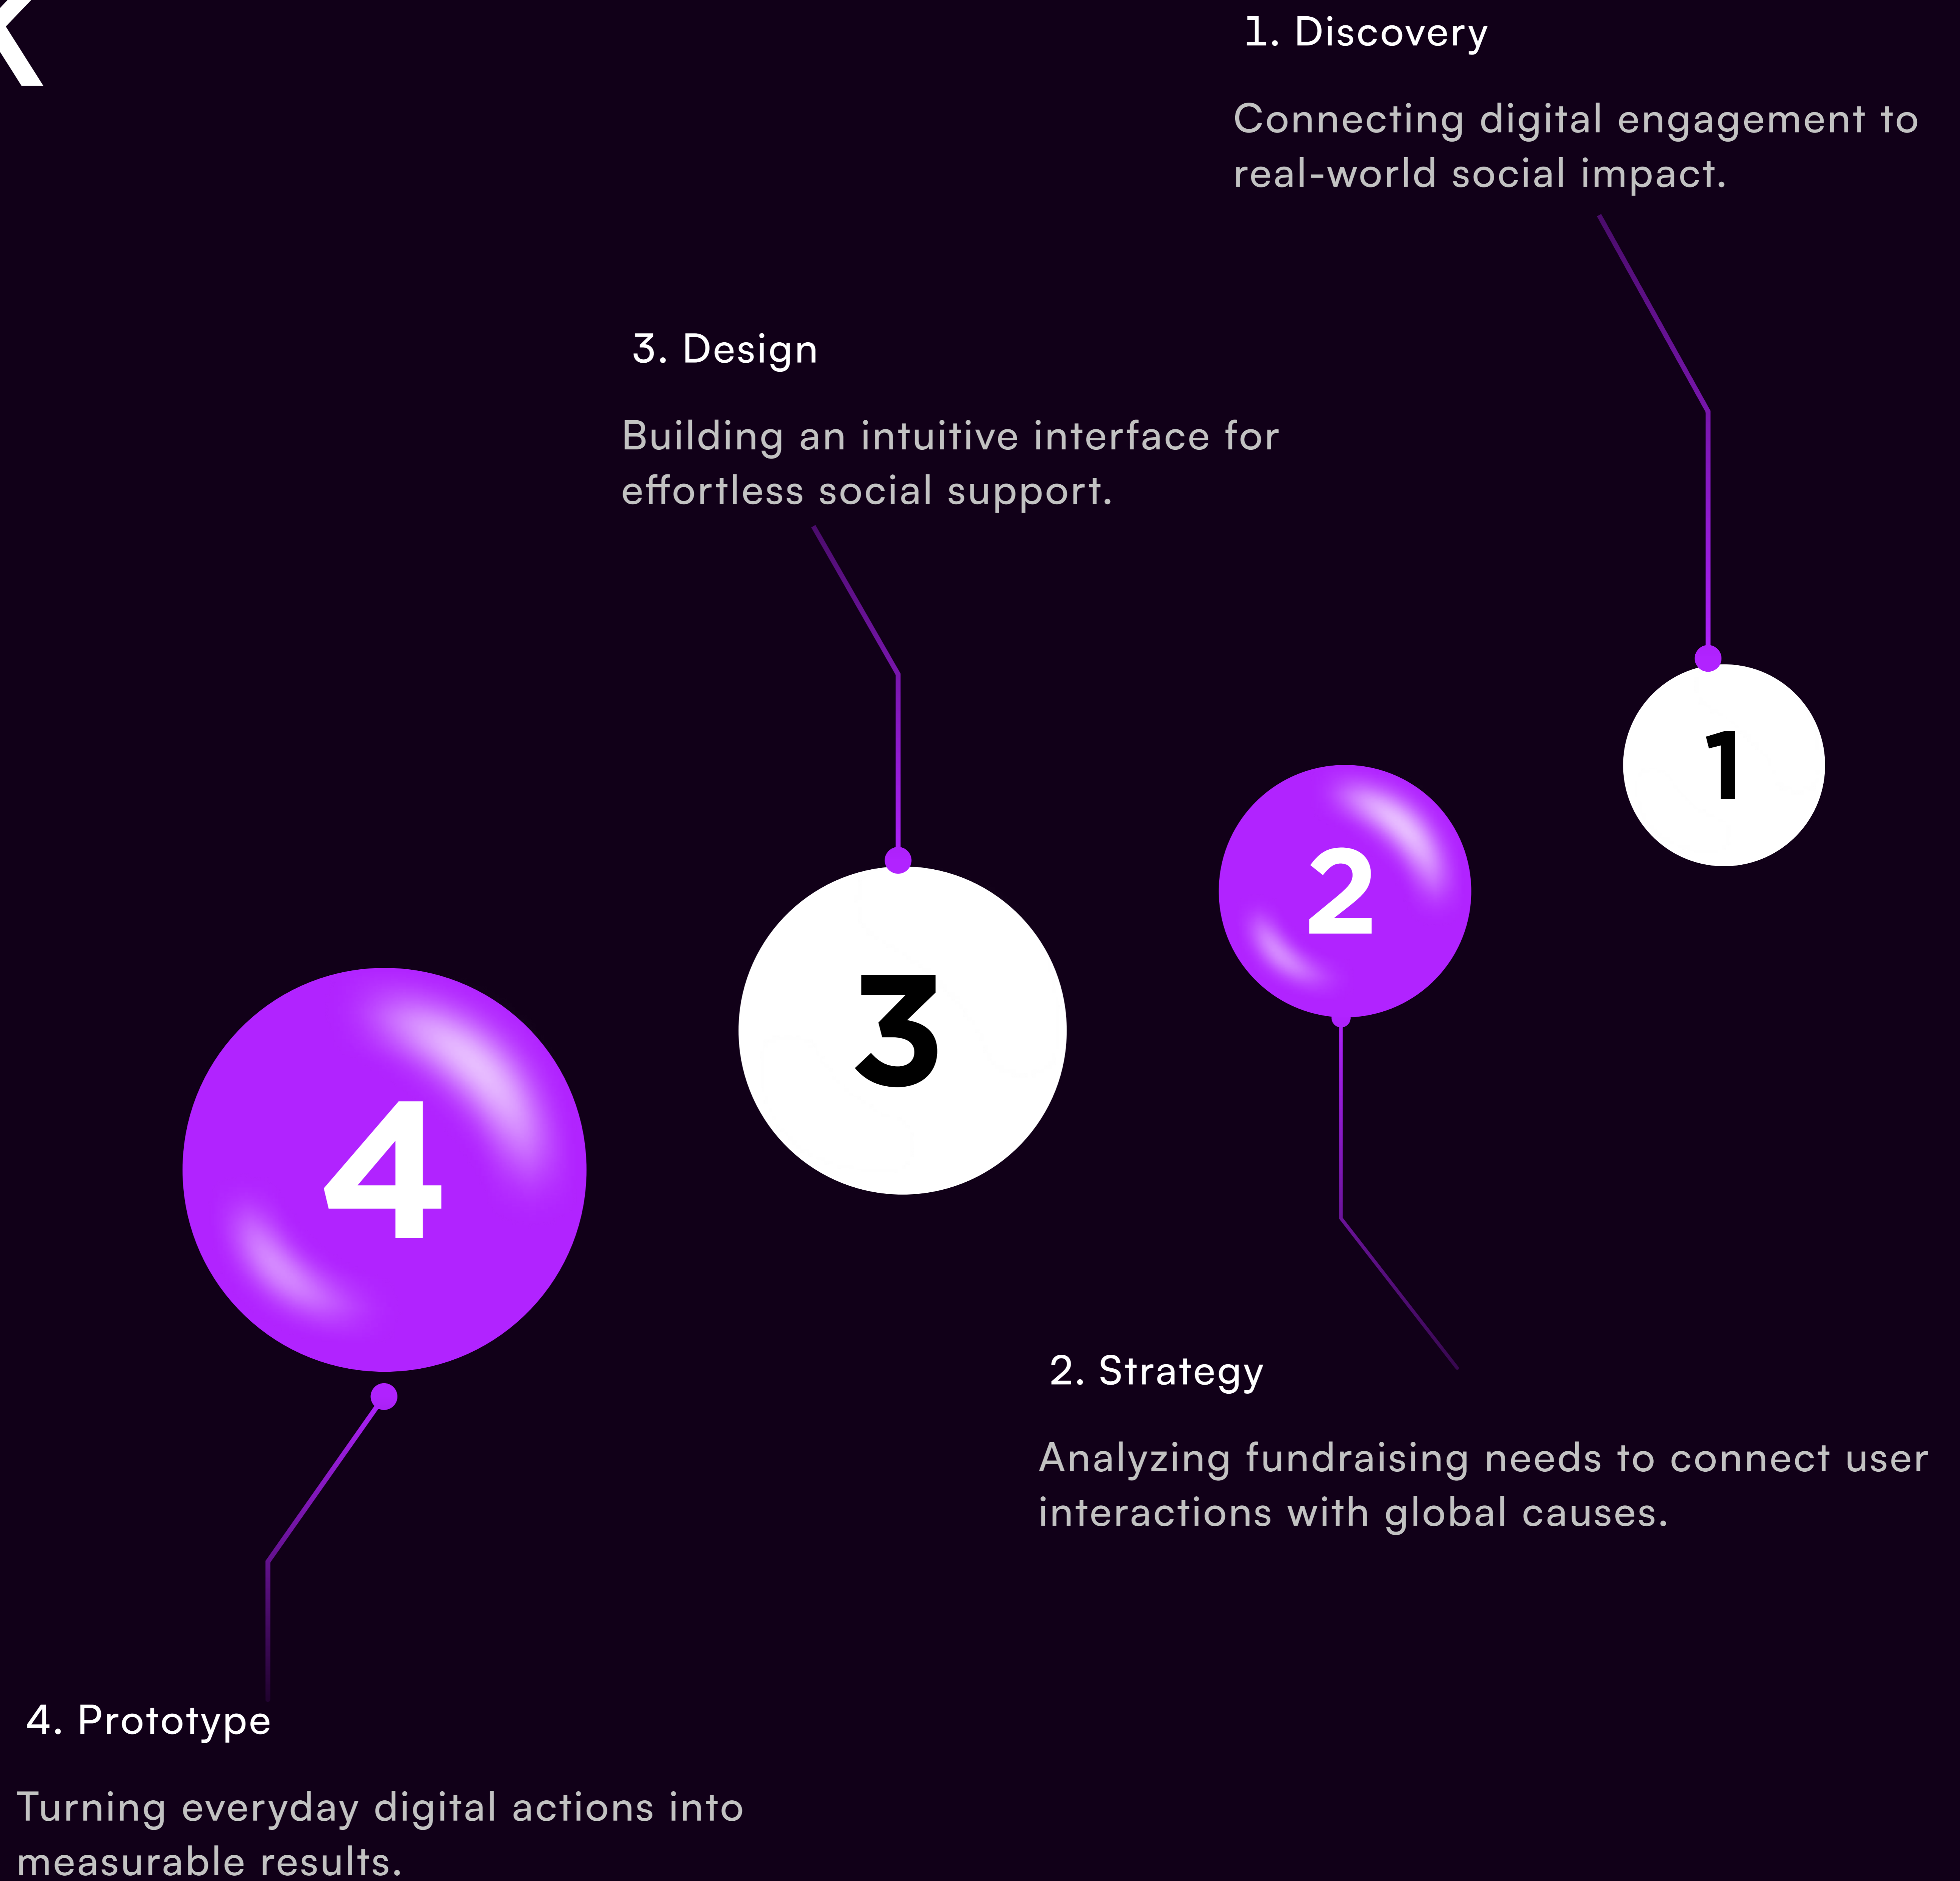 1. Discovery
Connecting digital engagement to
real-world social impact.
3. Design
Building an intuitive interface for
effortless social support.
1
2
3
4
2. Strategy
Analyzing fundraising needs to connect user
interactions with global causes.
4. Prototype
Turning everyday digital actions into
measurable results.